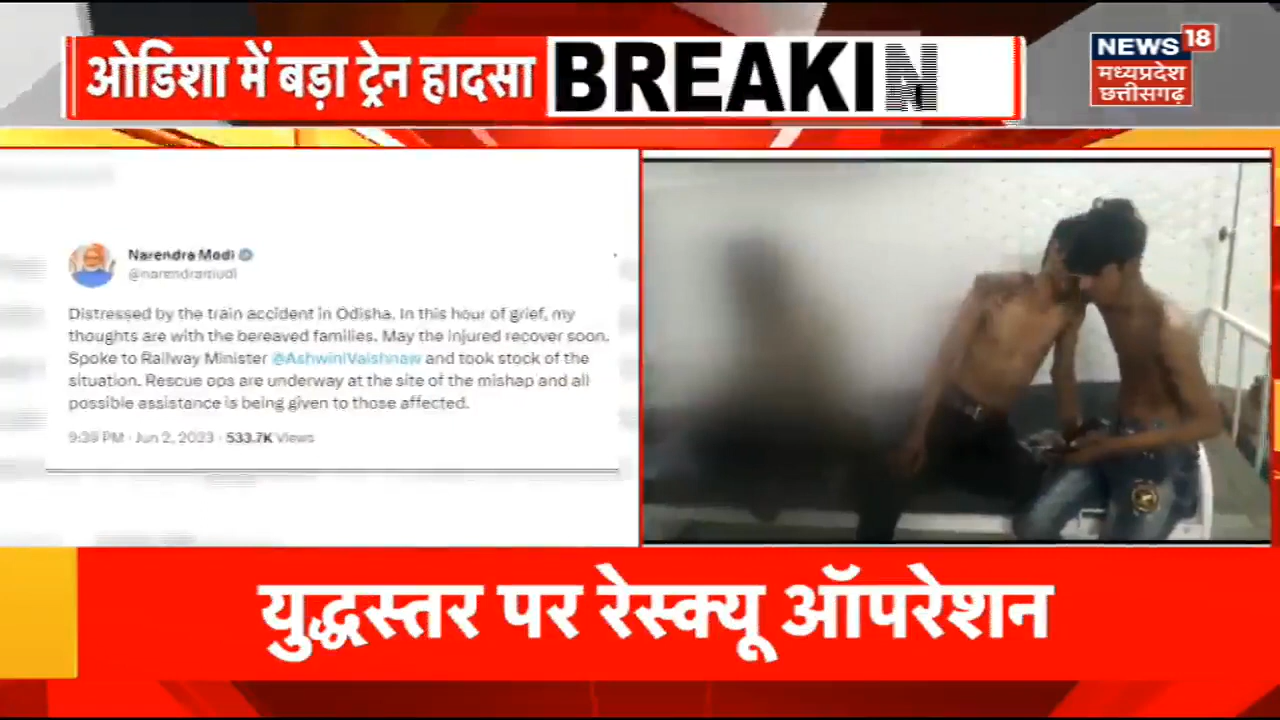 ओडिशा में बड़ा ट्रेन हादसा
BREAKIN
NEWS 18
मध्यप्रदेश
छत्तीसगढ़
Narendra Modi
@narendramodi
Distressed by the train accident in Odisha. In this hour of grief, my
thoughts are with the bereaved families. May the injured recover soon.
Spoke to Railway Minister @AshwiniVaishnaw and took stock of the
situation. Rescue ops are underway at the site of the mishap and all
possible assistance is being given to those affected.
9:39 PM · Jun 2, 2023 · 533.7K Views
युद्धस्तर पर रेस्क्यू ऑपरेशन